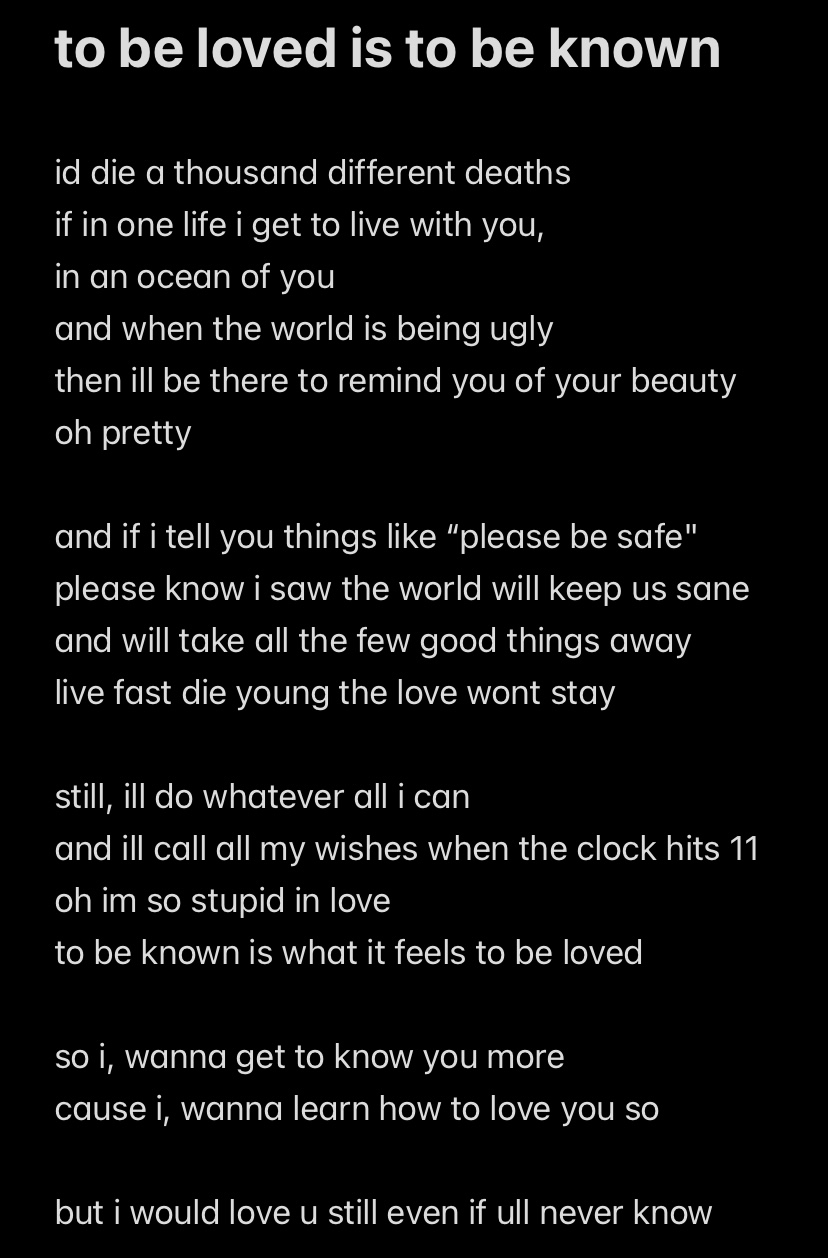 to be loved is to be known
id die a thousand different deaths
if in one life i get to live with you,
in an ocean of you
and when the world is being ugly
then ill be there to remind you of your beauty
oh pretty
and if i tell you things like “please be safe"
please know i saw the world will keep us sane
and will take all the few good things away
live fast die young the love wont stay
still, ill do whatever all i can
and ill call all my wishes when the clock hits 11
oh im so stupid in love
to be known is what it feels to be loved
so i, wanna get to know you more
cause i, wanna learn how to love you so
but i would love u still even if ull never know